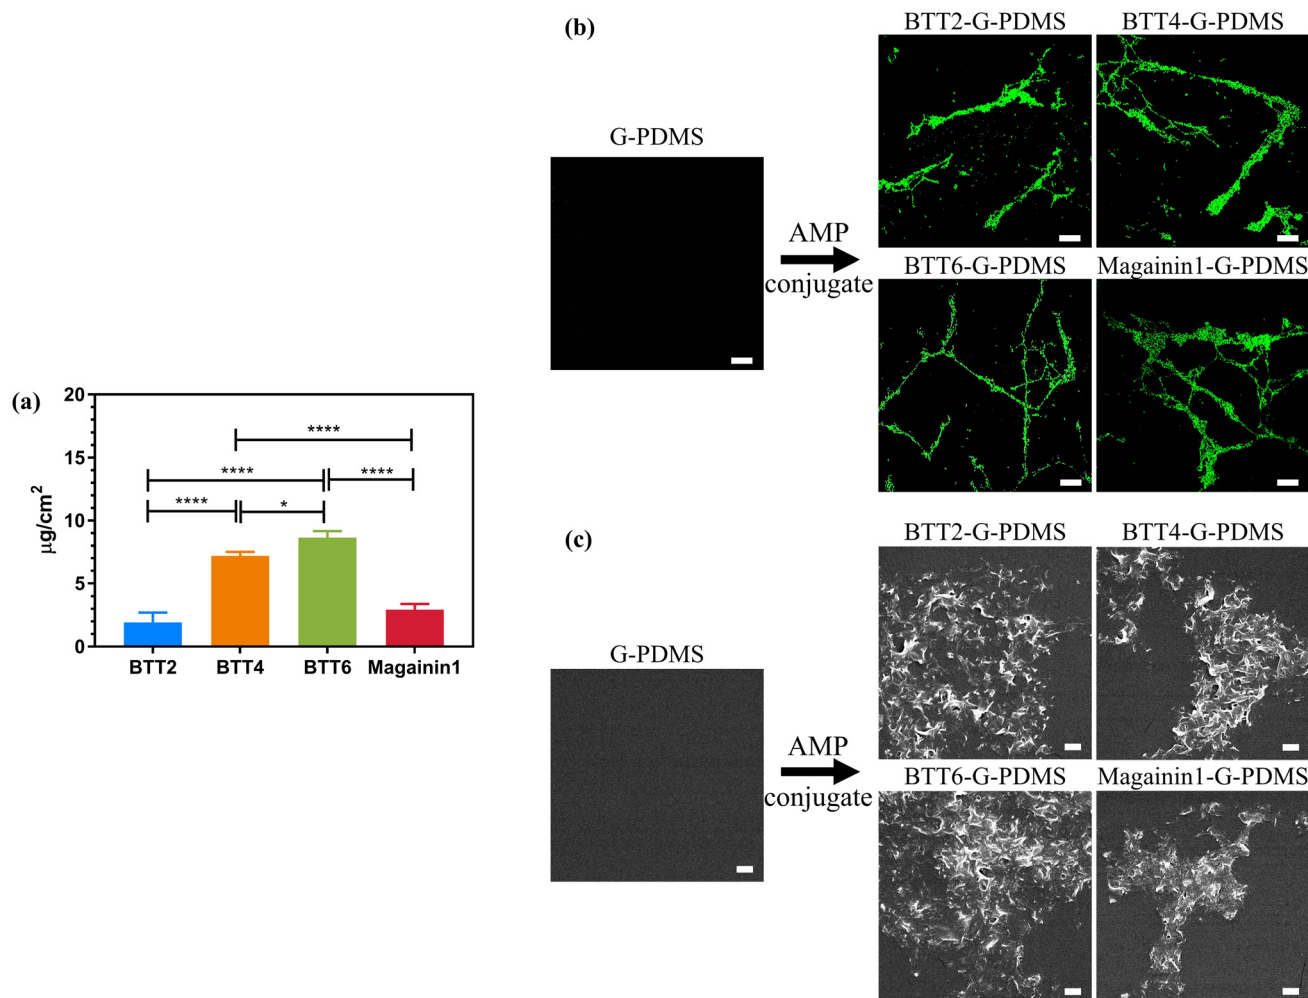 (a)
μg/cm²
20
15
10
5
0
****
****
****
****
*
BTT2
BTT4
BTT6
Magainin1
(b)
G-PDMS
AMP
conjugate
BTT2-G-PDMS
BTT4-G-PDMS
BTT6-G-PDMS
Magainin1-G-PDMS
(c)
G-PDMS
AMP
conjugate
BTT2-G-PDMS
BTT4-G-PDMS
BTT6-G-PDMS
Magainin1-G-PDMS